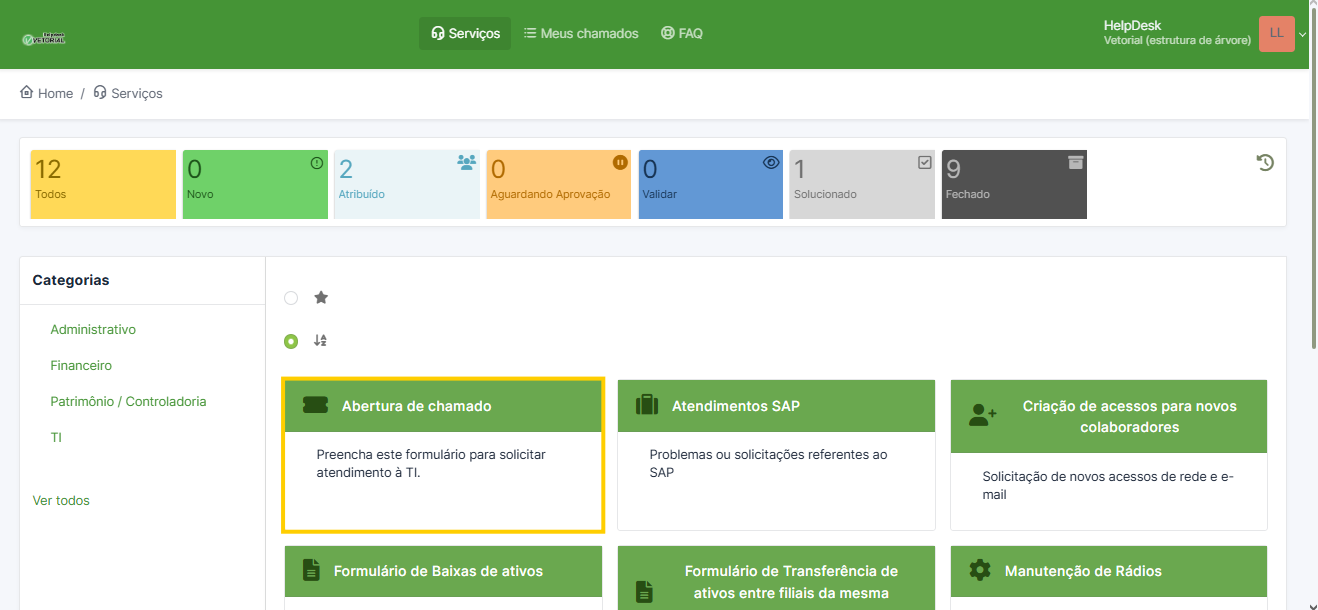 VETORIAL
Serviços
Meus chamados
FAQ
HelpDesk
Vetorial (estrutura de árvore)
LL
Home / Serviços
12
Todos
0
Novo
2
Atribuído
0
Aguardando Aprovação
0
Validar
1
Solucionado
9
Fechado
Categorias
Administrativo
Financeiro
Patrimônio / Controladoria
TI
Ver todos
Abertura de chamado
Preencha este formulário para solicitar
atendimento à TI.
Atendimentos SAP
Problemas ou solicitações referentes ao
SAP
Criação de acessos para novos
colaboradores
Solicitação de novos acessos de rede e e-
mail
Formulário de Baixas de ativos
Formulário de Transferência de
ativos entre filiais da mesma
Manutenção de Rádios